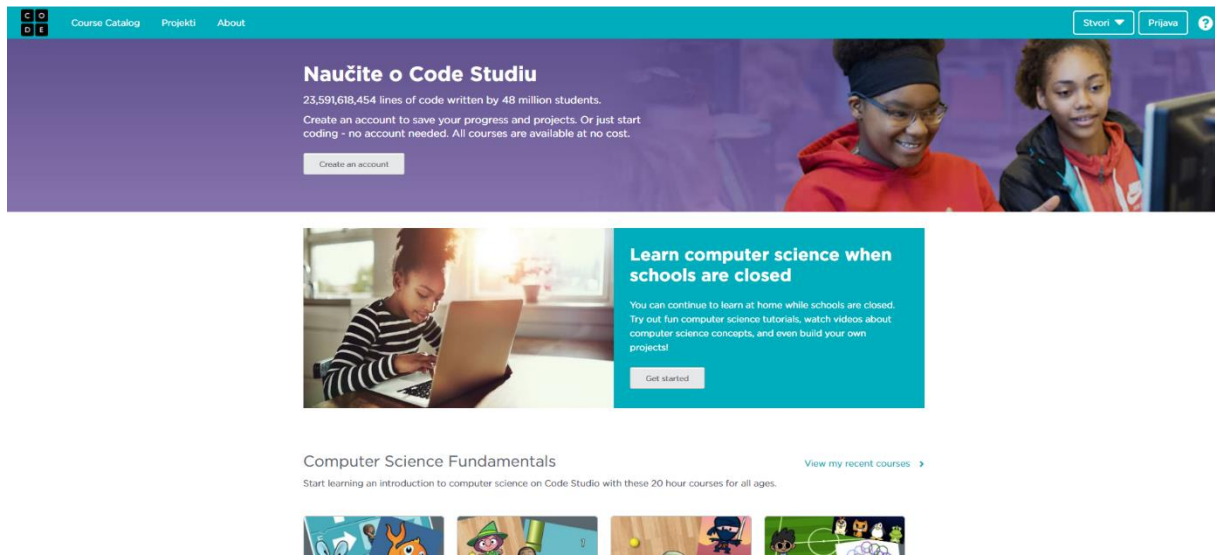 CODE
Course Catalog Projekti About
Stvori Prijava ?
Naučite o Code Studiu
23,591,618,454 lines of code written by 48 million students.
Create an account to save your progress and projects. Or just start
coding - no account needed. All courses are available at no cost.
Create an account
Learn computer science when
schools are closed
You can continue to learn at home while schools are closed.
Try out fun computer science tutorials, watch videos about
computer science concepts, and even build your own
projects!
Get started
Computer Science Fundamentals
View my recent courses
Start learning an introduction to computer science on Code Studio with these 20 hour courses for all ages.
1